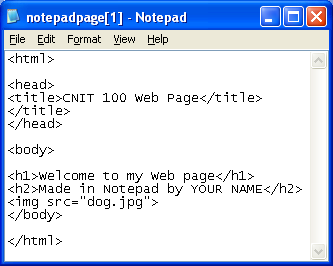 notepadpage[1] - Notepad
File Edit Format View Help
<html>
<head>
<title>CNIT 100 Web Page</title>
</title>
</head>
<body>
<h1>Welcome to my Web page</h1>
<h2>Made in Notepad by YOUR NAME</h2>
<img src="dog.jpg">
</body>
</html>